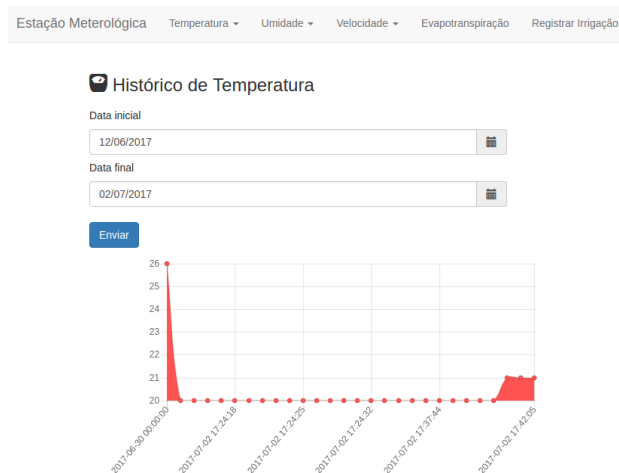 Estação Meterológica Temperatura Umidade Velocidade Evapotranspiração Registrar Irrigação
Histórico de Temperatura
Data inicial
12/06/2017
Data final
02/07/2017
Enviar
26
25
24
23
22
21
20
2017-06-30 00:00:00 2017-07-02 17:24:18 2017-07-02 17:24:25 2017-07-02 17:24:32 2017-07-02 17:37:44 2017-07-02 17:42:05